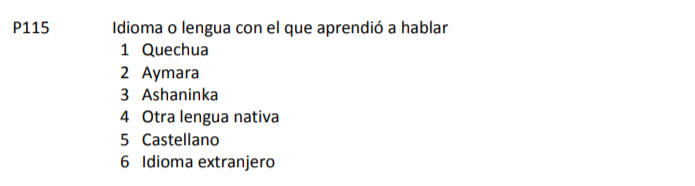 P115 Idioma o lengua con el que aprendió a hablar
1 Quechua
2 Aymara
3 Ashaninka
4 Otra lengua nativa
5 Castellano
6 Idioma extranjero